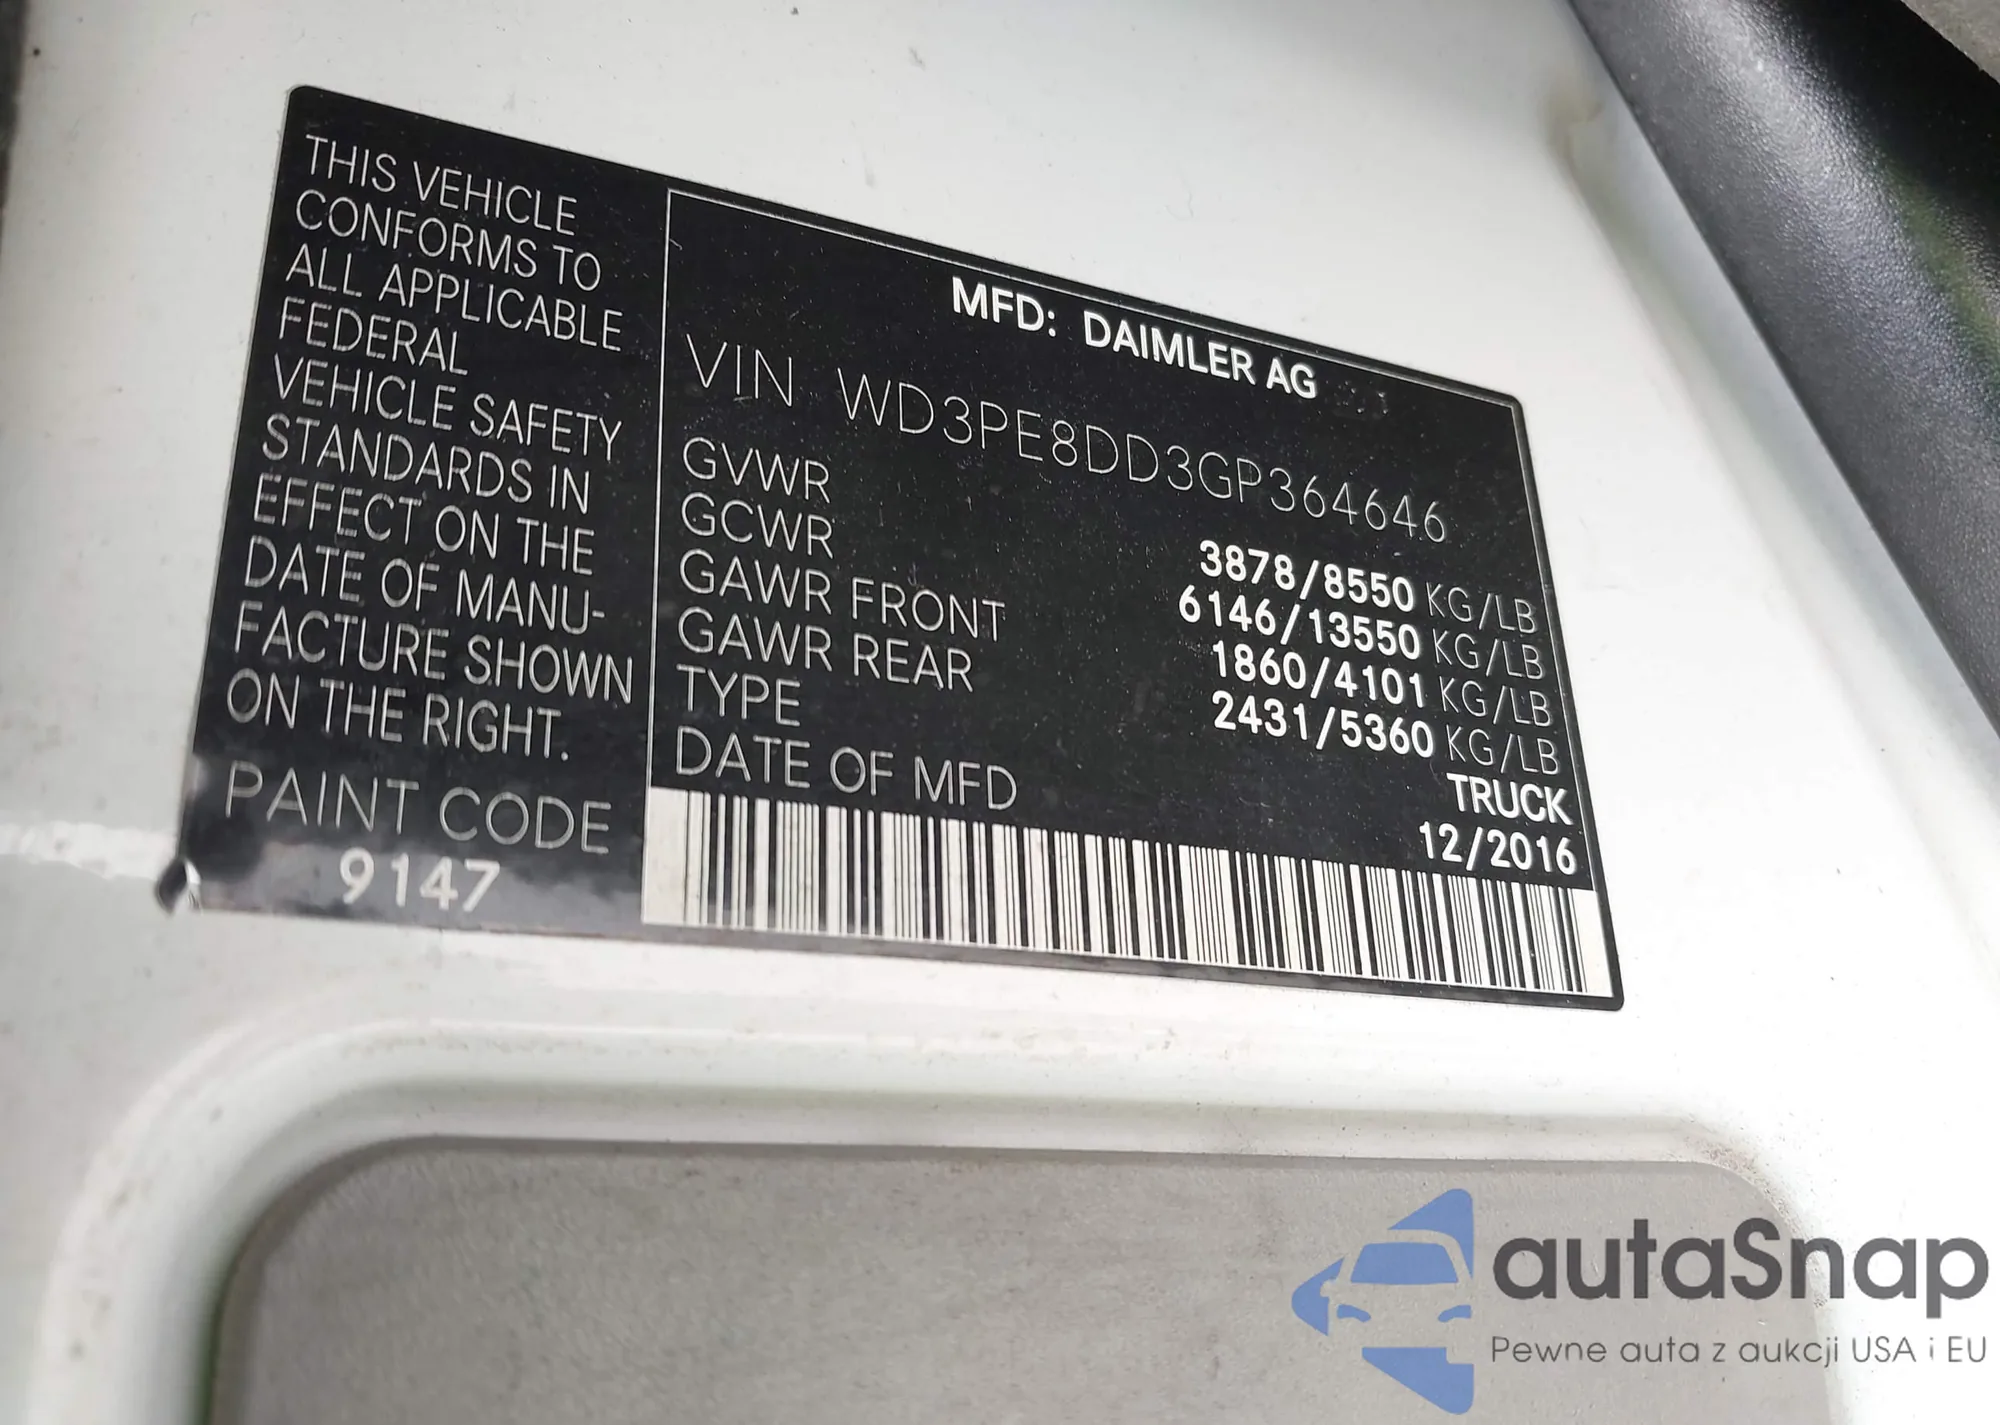 THIS VEHICLE
CONFORMS TO
ALL APPLICABLE
FEDERAL
VEHICLE SAFETY
STANDARDS IN
EFFECT ON THE
DATE OF MANU-
FACTURE SHOWN
ON THE RIGHT.
PAINT CODE
9147
MFD: DAIMLER AG
VIN WD3PE8DD3GP364646
GVWR 3878/8550 KG/LB
GCWR 6146/13550 KG/LB
GAWR FRONT 1860/4101 KG/LB
GAWR REAR 2431/5360 KG/LB
TYPE TRUCK
DATE OF MFD 12/2016
autaSnap
Pewne auta z aukcji USA i EU